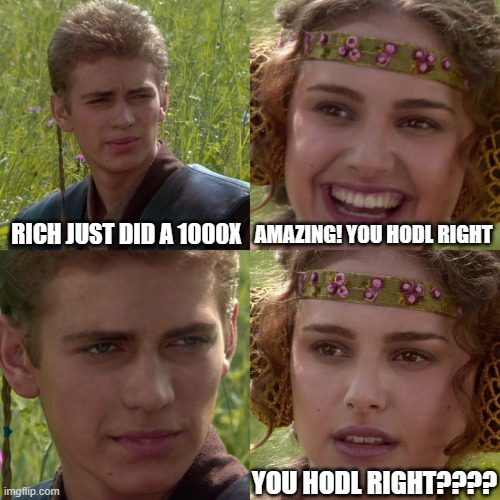 RICH JUST DID A 1000X
AMAZING! YOU HODL RIGHT
YOU HODL RIGHT????
imgflip.com